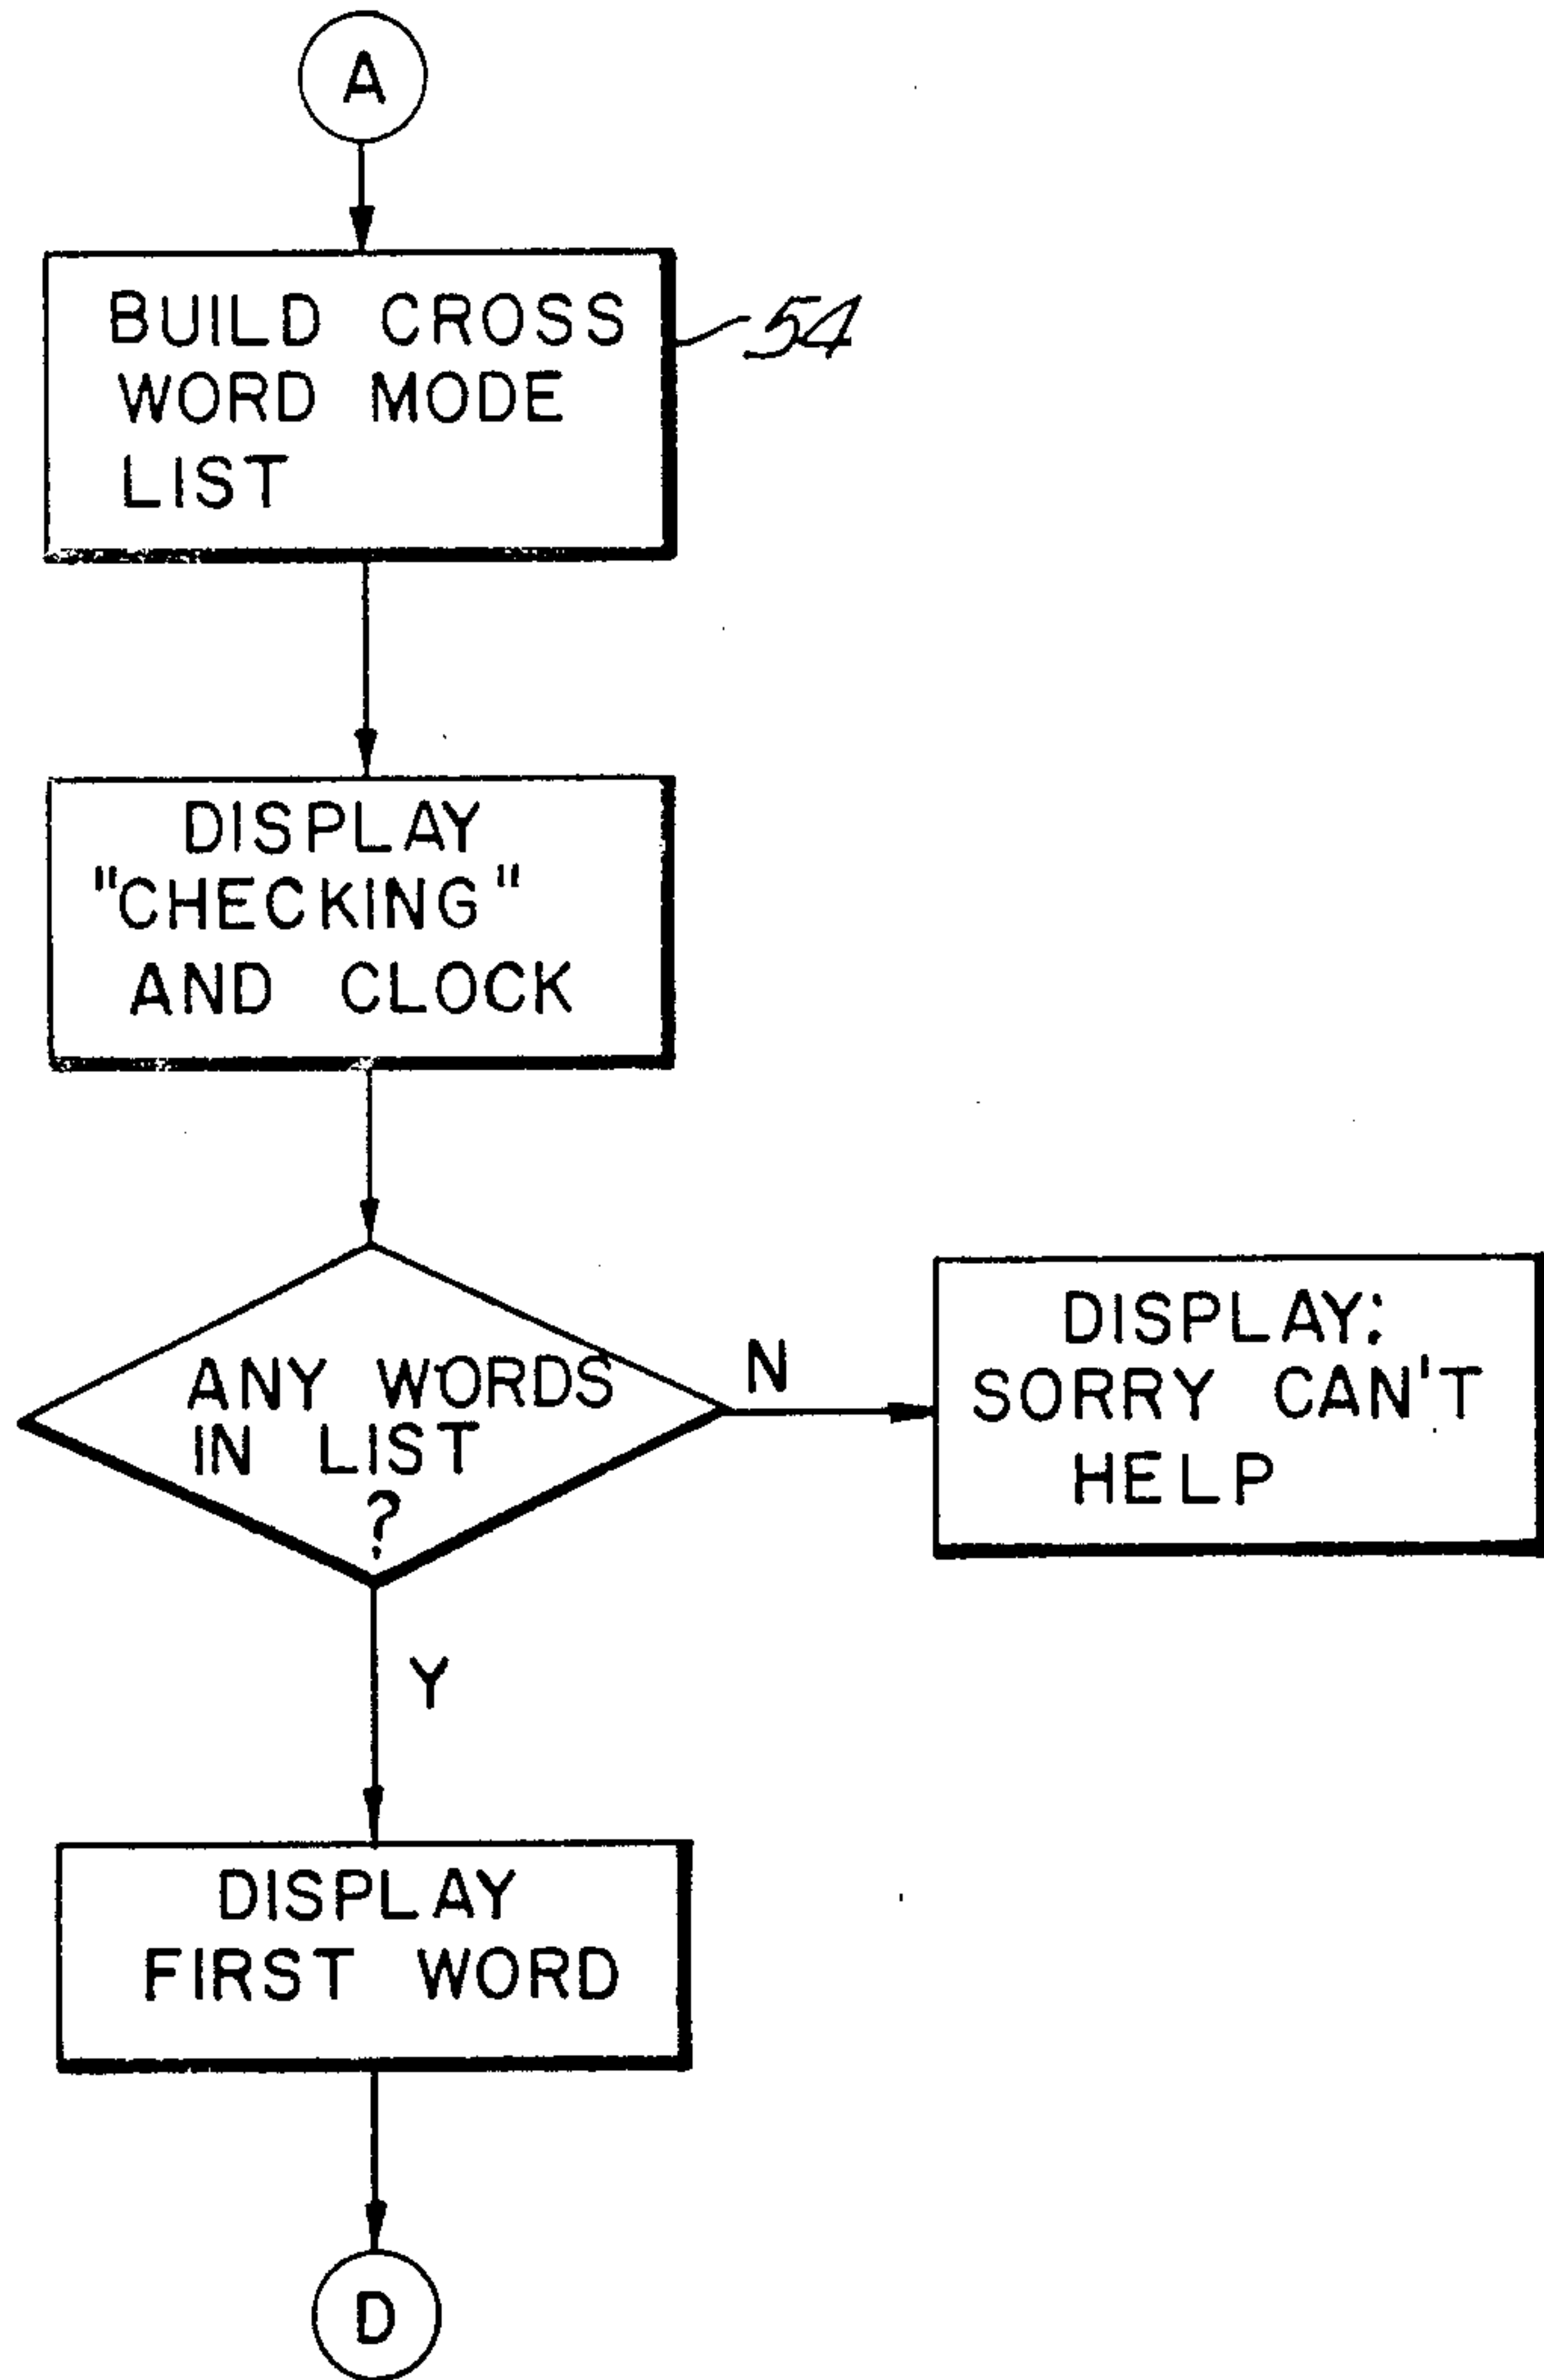 A
BUILD CROSS
WORD MODE
LIST
54
DISPLAY
"CHECKING"
AND CLOCK
ANY WORDS
IN LIST
?
N
DISPLAY:
SORRY CAN'T
HELP
Y
DISPLAY
FIRST WORD
D